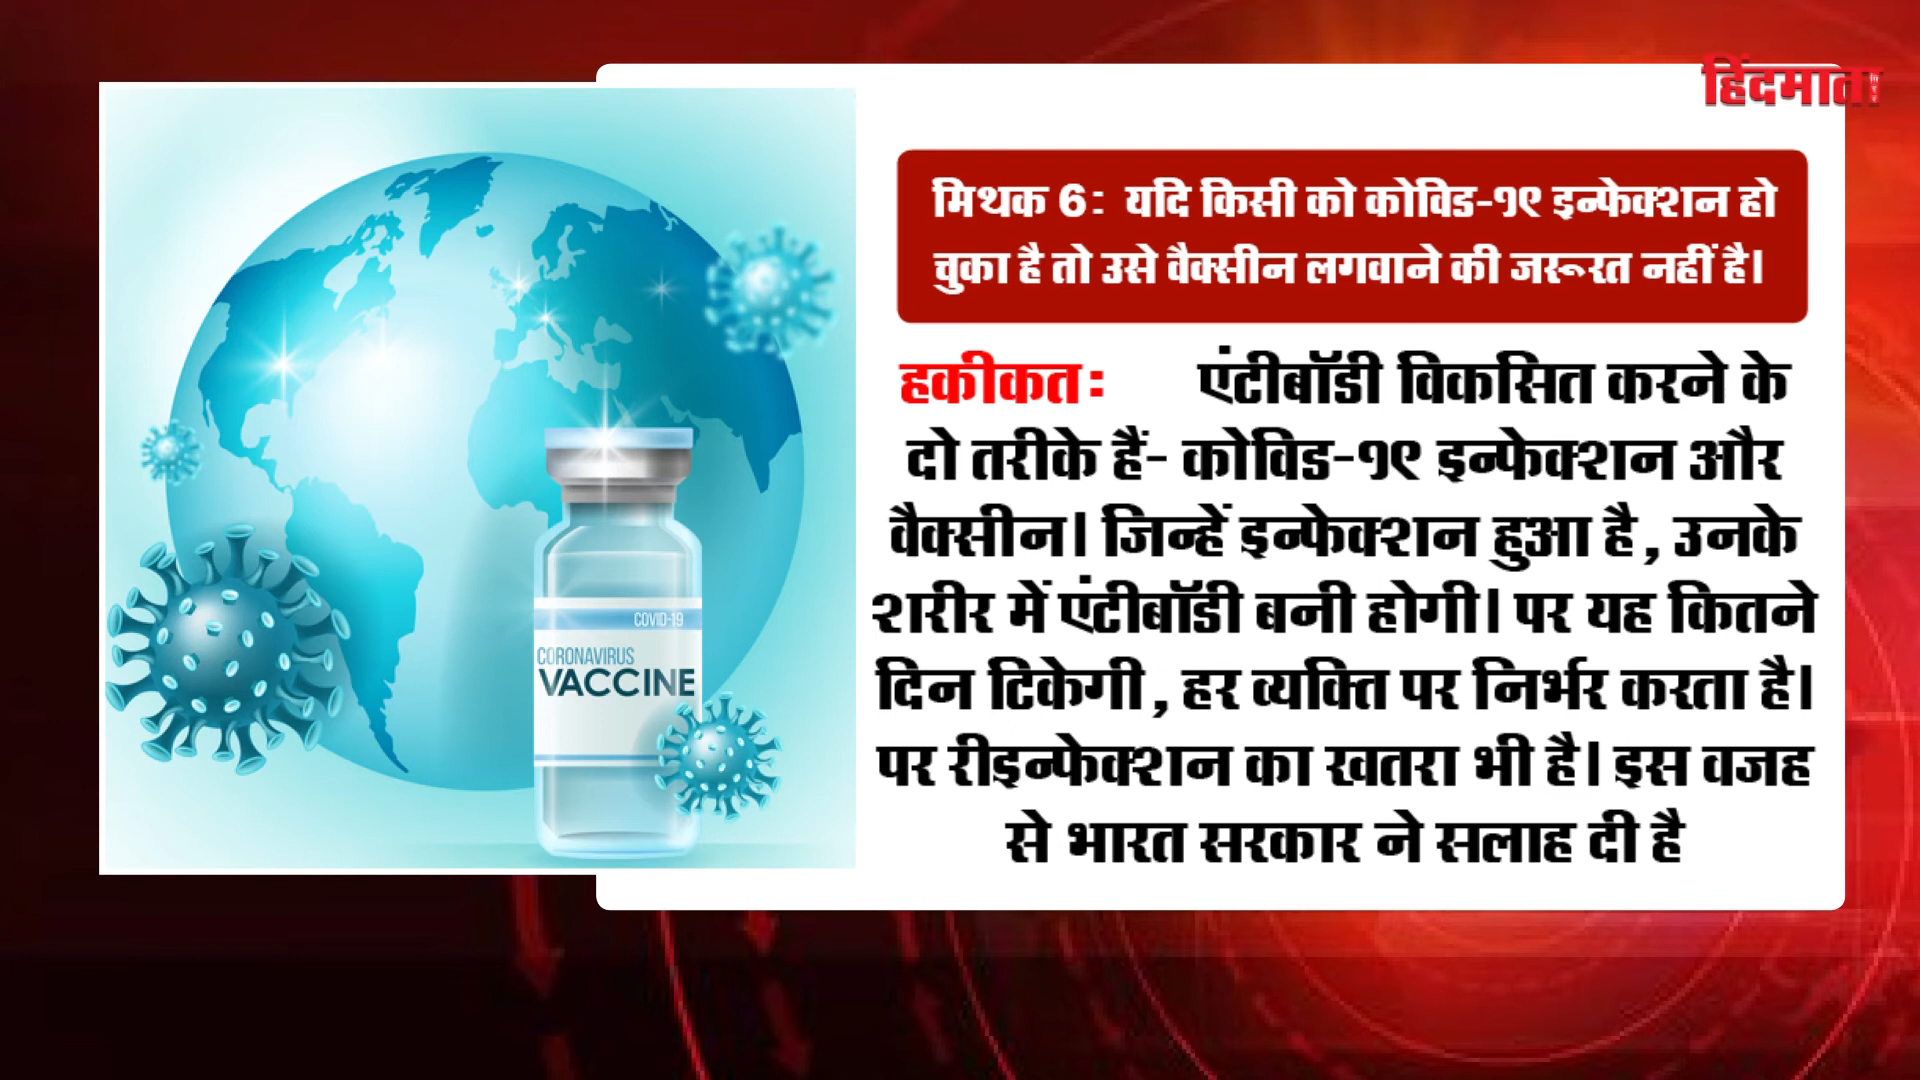 हिंदमाता
मिथक 6: यदि किसी को कोविड-१९ इन्फेक्शन हो
चुका है तो उसे वैक्सीन लगवाने की जरूरत नहीं है।
हकीकत: एंटीबॉडी विकसित करने के
दो तरीके हैं- कोविड-१९ इन्फेक्शन और
वैक्सीन। जिन्हें इन्फेक्शन हुआ है, उनके
शरीर में एंटीबॉडी बनी होगी। पर यह कितने
दिन टिकेगी, हर व्यक्ति पर निर्भर करता है।
पर रीइन्फेक्शन का खतरा भी है। इस वजह
से भारत सरकार ने सलाह दी है
COVID-19
CORONAVIRUS
VACCINE